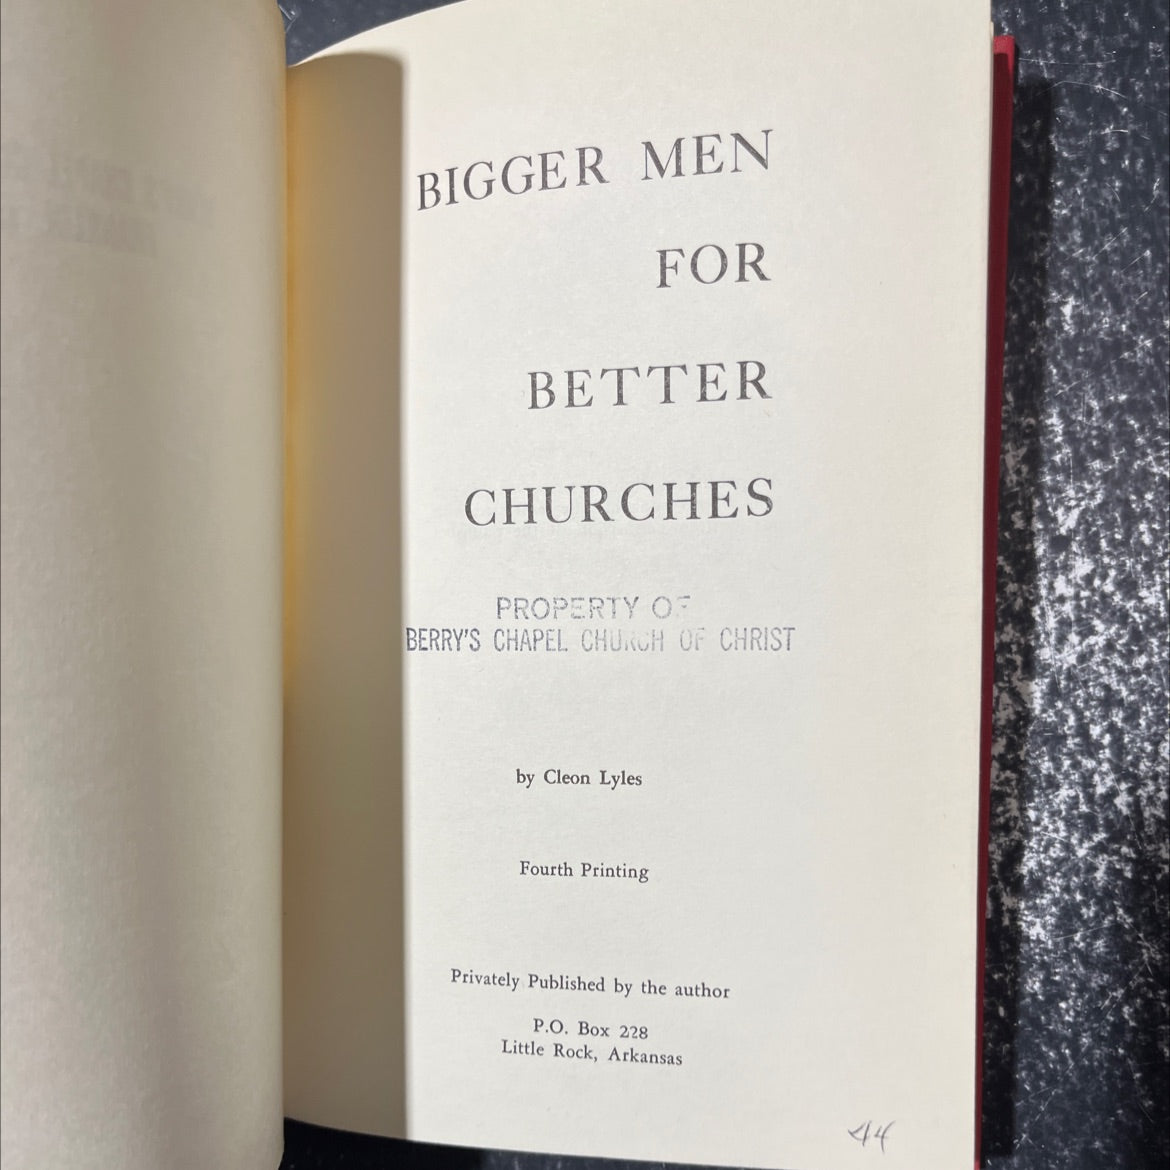 BIGGER MEN
FOR
BETTER
CHURCHES
PROPERTY OF
BERRY'S CHAPEL CHURCH OF CHRIST
by Cleon Lyles
Fourth Printing
Privately Published by the author
P.O. Box 228
Little Rock, Arkansas
44